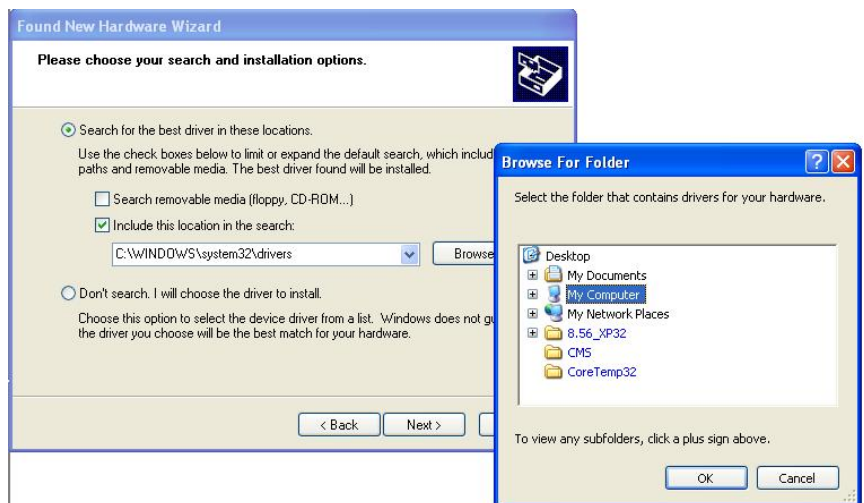 Found New Hardware Wizard
Please choose your search and installation options.
Search for the best driver in these locations.
Use the check boxes below to limit or expand the default search, which includ
paths and removable media. The best driver found will be installed.
Search removable media (floppy, CD-ROM...)
Include this location in the search:
C:\WINDOWS\system32\drivers
Browse
Don't search. I will choose the driver to install.
Choose this option to select the device driver from a list. Windows does not gu
the driver you choose will be the best match for your hardware.
< Back
Next >
Browse For Folder
Select the folder that contains drivers for your hardware.
Desktop
My Documents
My Computer
My Network Places
8.56_XP32
CMS
CoreTemp32
To view any subfolders, click a plus sign above.
OK
Cancel